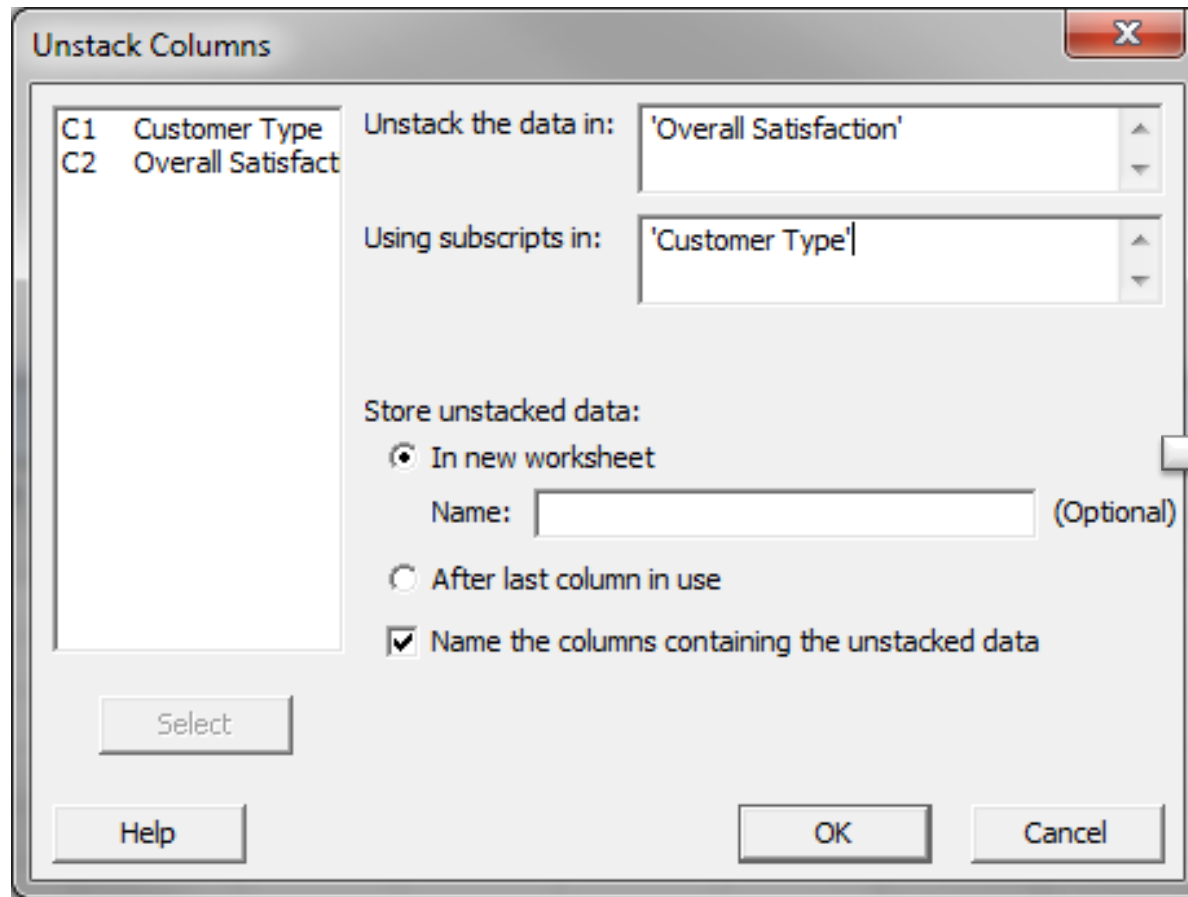 Unstack Columns
C1 Customer Type
C2 Overall Satisfact
Unstack the data in: 'Overall Satisfaction'
Using subscripts in: 'Customer Type'
Store unstacked data:
In new worksheet
Name: (Optional)
After last column in use
Name the columns containing the unstacked data
Select
Help OK Cancel